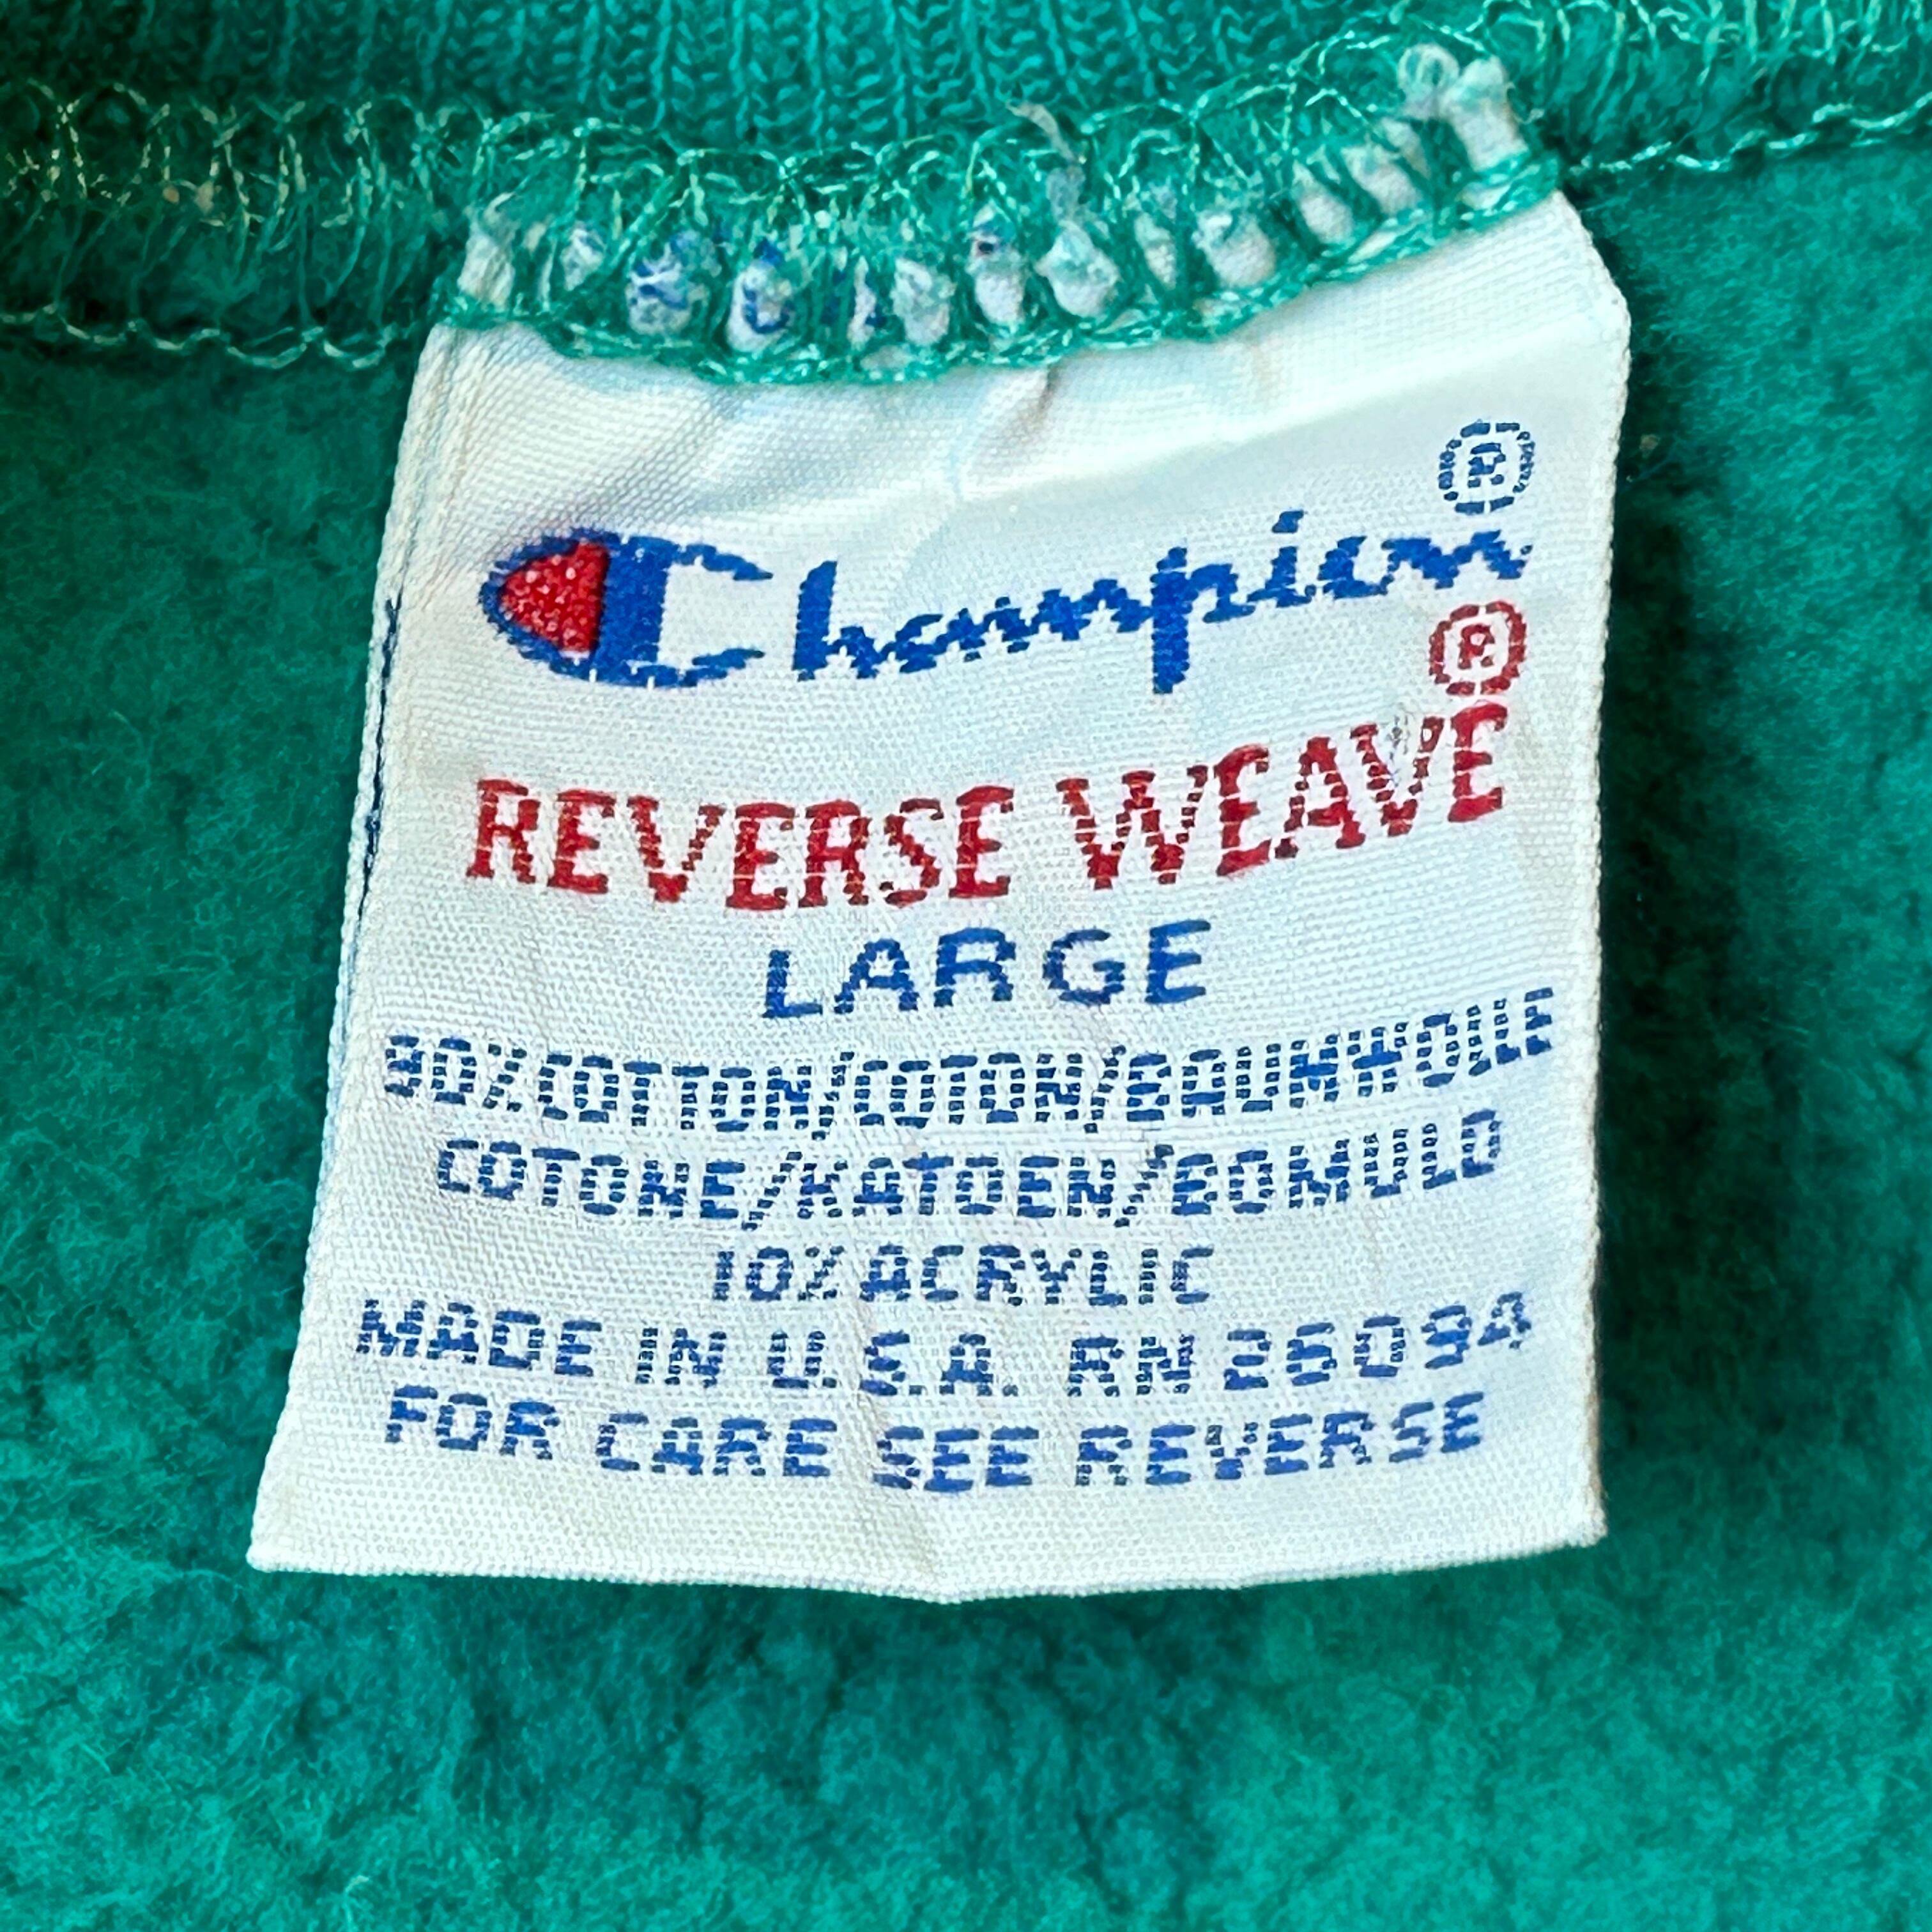 Champion®
REVERSE WEAVE®
LARGE
90% COTTON/COTON/BAUMWOLLE
COTONE/KATOEN/BOMULD
10% ACRYLIC
MADE IN U.S.A. RN 26094
FOR CARE SEE REVERSE